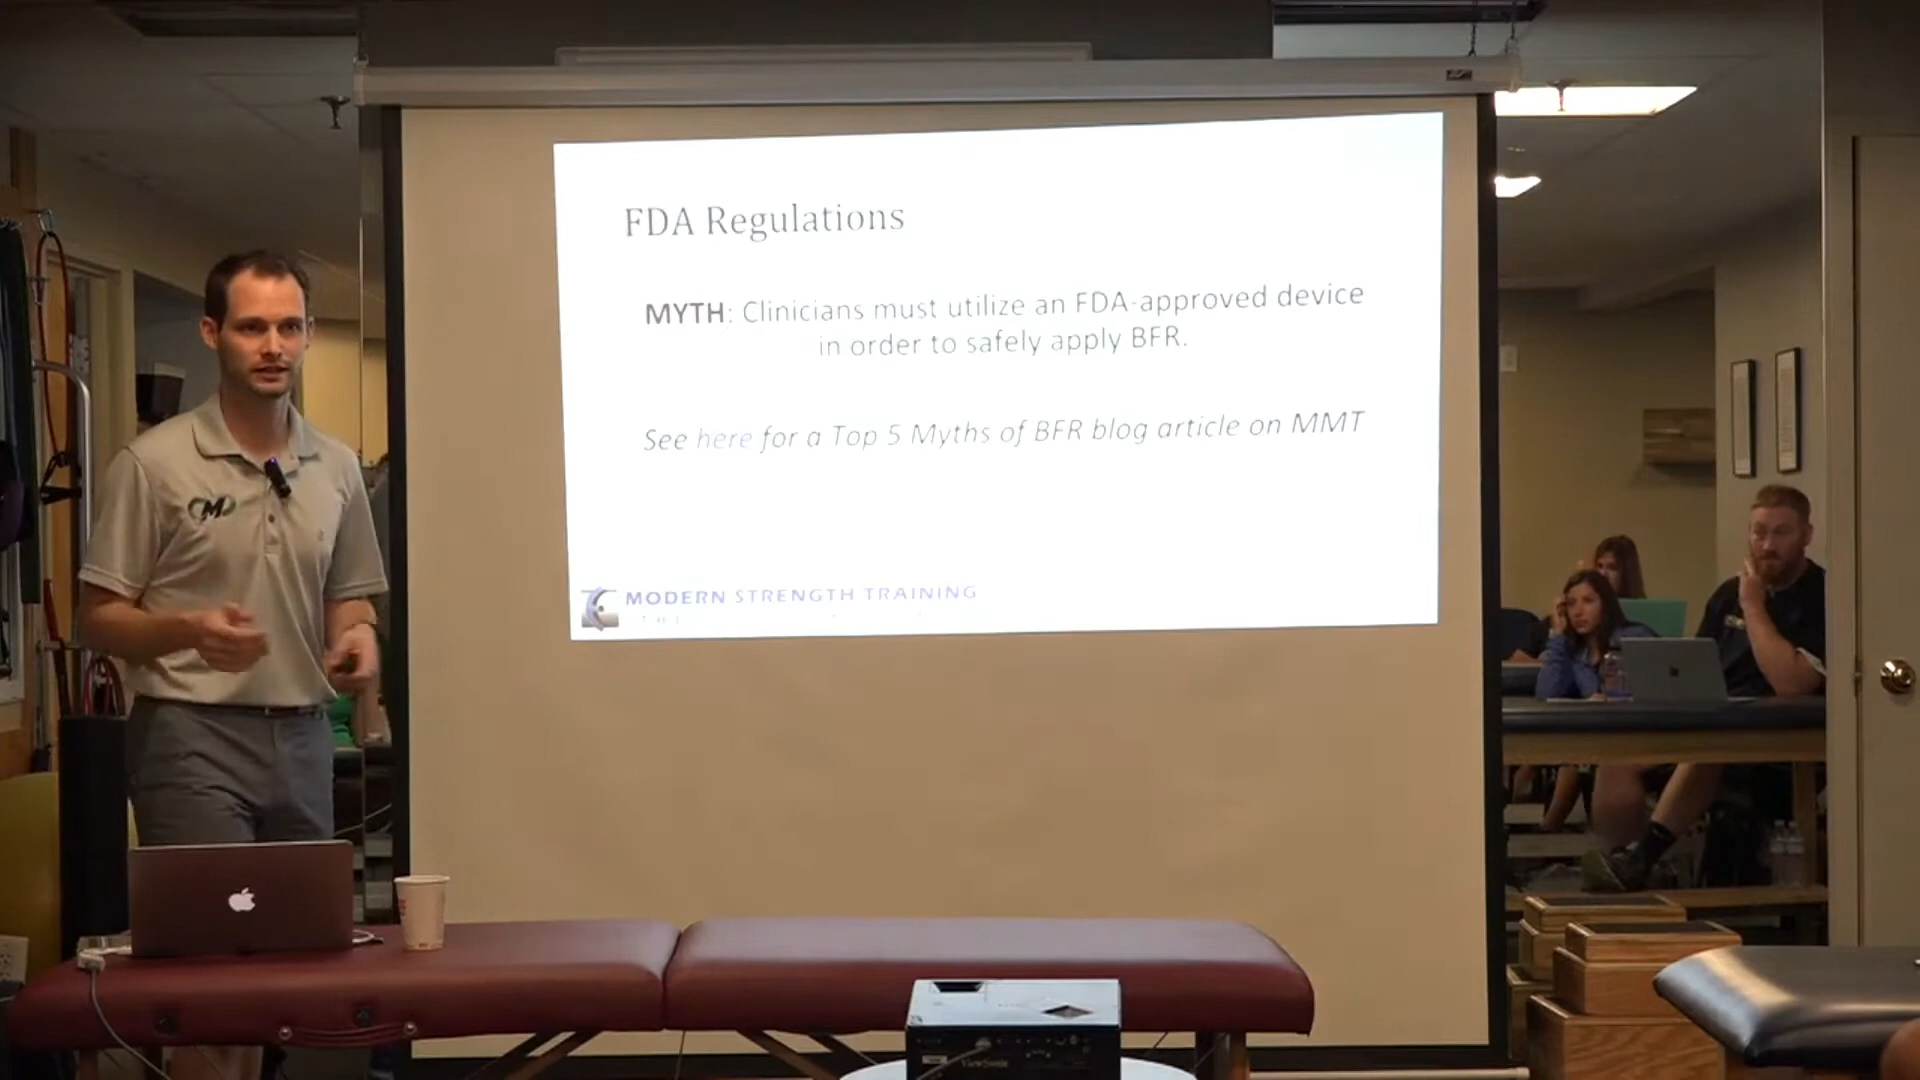 FDA Regulations
MYTH: Clinicians must utilize an FDA-approved device
in order to safely apply BFR.
See here for a Top 5 Myths of BFR blog article on MMT
MODERN STRENGTH TRAINING
M
ViewSonic